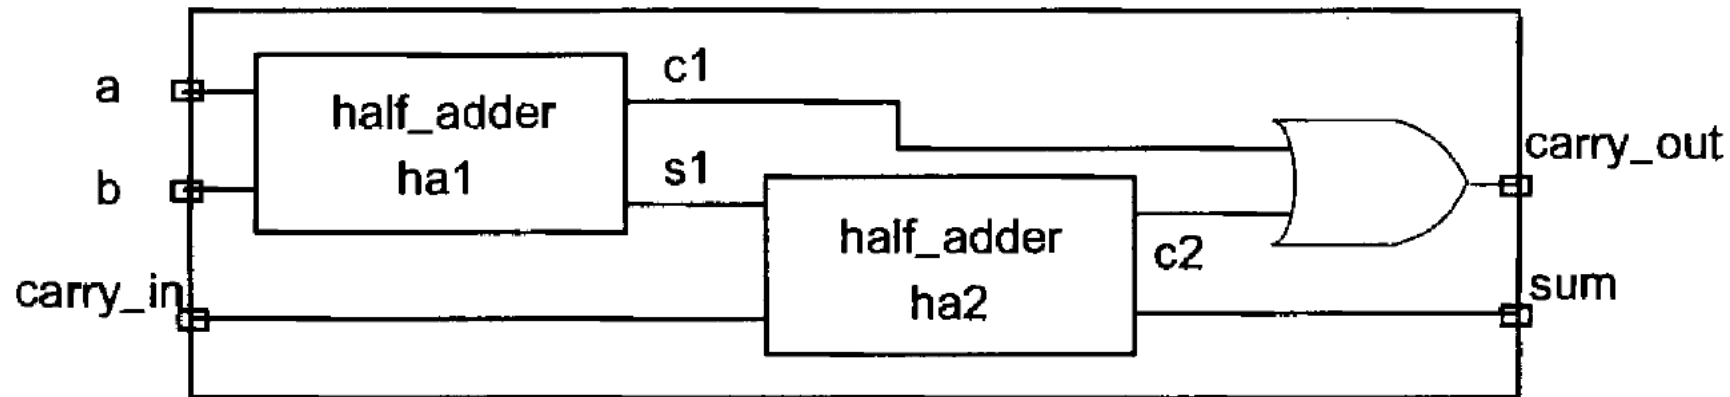 c1
a
half_adder
ha1
carry_out
b
s1
half_adder
ha2
c2
carry_in
sum